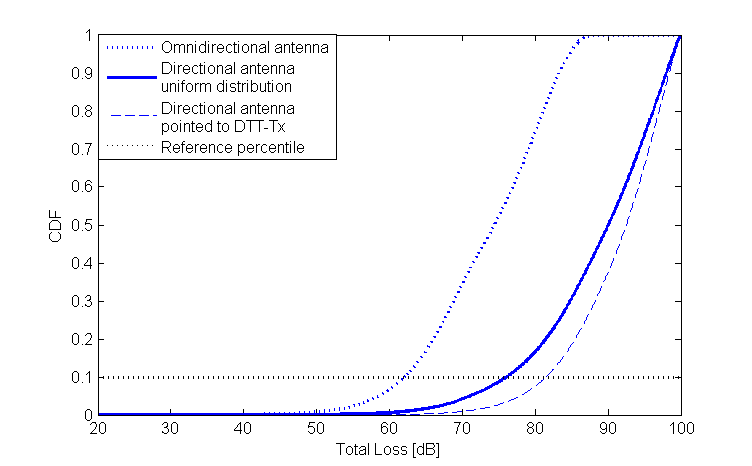 1
0.9
0.8
0.7
0.6
0.5
0.4
0.3
0.2
0.1
0
CDF
Omnidirectional antenna
Directional antenna
uniform distribution
Directional antenna
pointed to DTT-Tx
Reference percentile
20 30 40 50 60 70 80 90 100
Total Loss [dB]